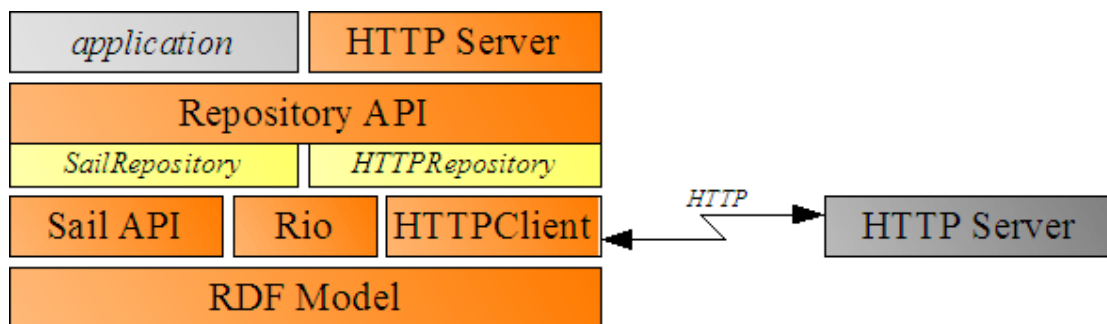 application
HTTP Server
Repository API
SailRepository
HTTPRepository
Sail API
Rio
HTTPClient
HTTP
HTTP Server
RDF Model